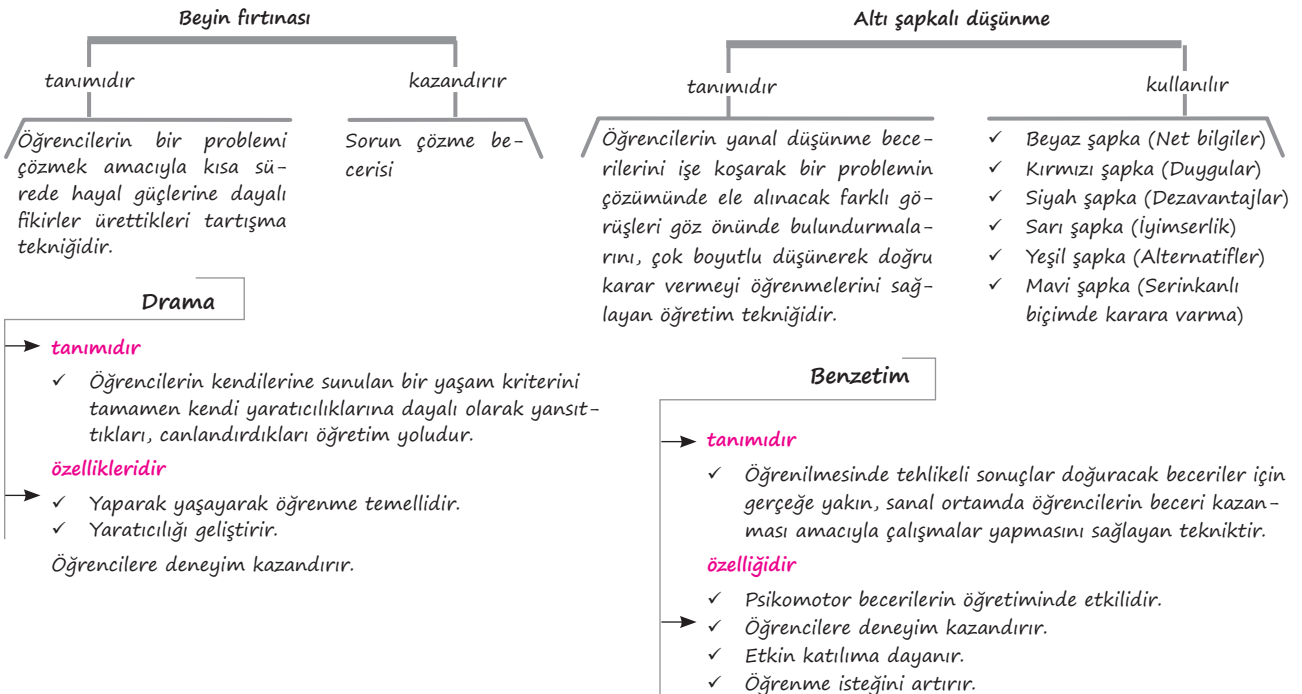 Beyin fırtınası
tanımıdır
kazandırır
Öğrencilerin bir problemi
çözmek amacıyla kısa sü-
rede hayal güçlerine dayalı
fikirler ürettikleri tartışma
tekniğidir.
Sorun çözme be-
cerisi
Altı şapkalı düşünme
tanımıdır
kullanılır
Öğrencilerin yanal düşünme bece-
rilerini işe koşarak bir problemin
çözümünde ele alınacak farklı gö-
rüşleri göz önünde bulundurmala-
rını, çok boyutlu düşünerek doğru
karar vermeyi öğrenmelerini sağ-
layan öğretim tekniğidir.
✓ Beyaz şapka (Net bilgiler)
✓ Kırmızı şapka (Duygular)
✓ Siyah şapka (Dezavantajlar)
✓ Sarı şapka (İyimserlik)
✓ Yeşil şapka (Alternatifler)
✓ Mavi şapka (Serinkanlı
biçimde karara varma)
Drama
tanımıdır
✓ Öğrencilerin kendilerine sunulan bir yaşam kriterini
tamamen kendi yaratıcılıklarına dayalı olarak yansıt-
tıkları, canlandırdıkları öğretim yoludur.
özellikleridir
✓ Yaparak yaşayarak öğrenme temellidir.
✓ Yaratıcılığı geliştirir.
Öğrencilere deneyim kazandırır.
Benzetim
tanımıdır
✓ Öğrenilmesinde tehlikeli sonuçlar doğuracak beceriler için
gerçeğe yakın, sanal ortamda öğrencilerin beceri kazan-
ması amacıyla çalışmalar yapmasını sağlayan tekniktir.
özelliğidir
✓ Psikomotor becerilerin öğretiminde etkilidir.
✓ Öğrencilere deneyim kazandırır.
✓ Etkin katılıma dayanır.
✓ Öğrenme isteğini artırır.